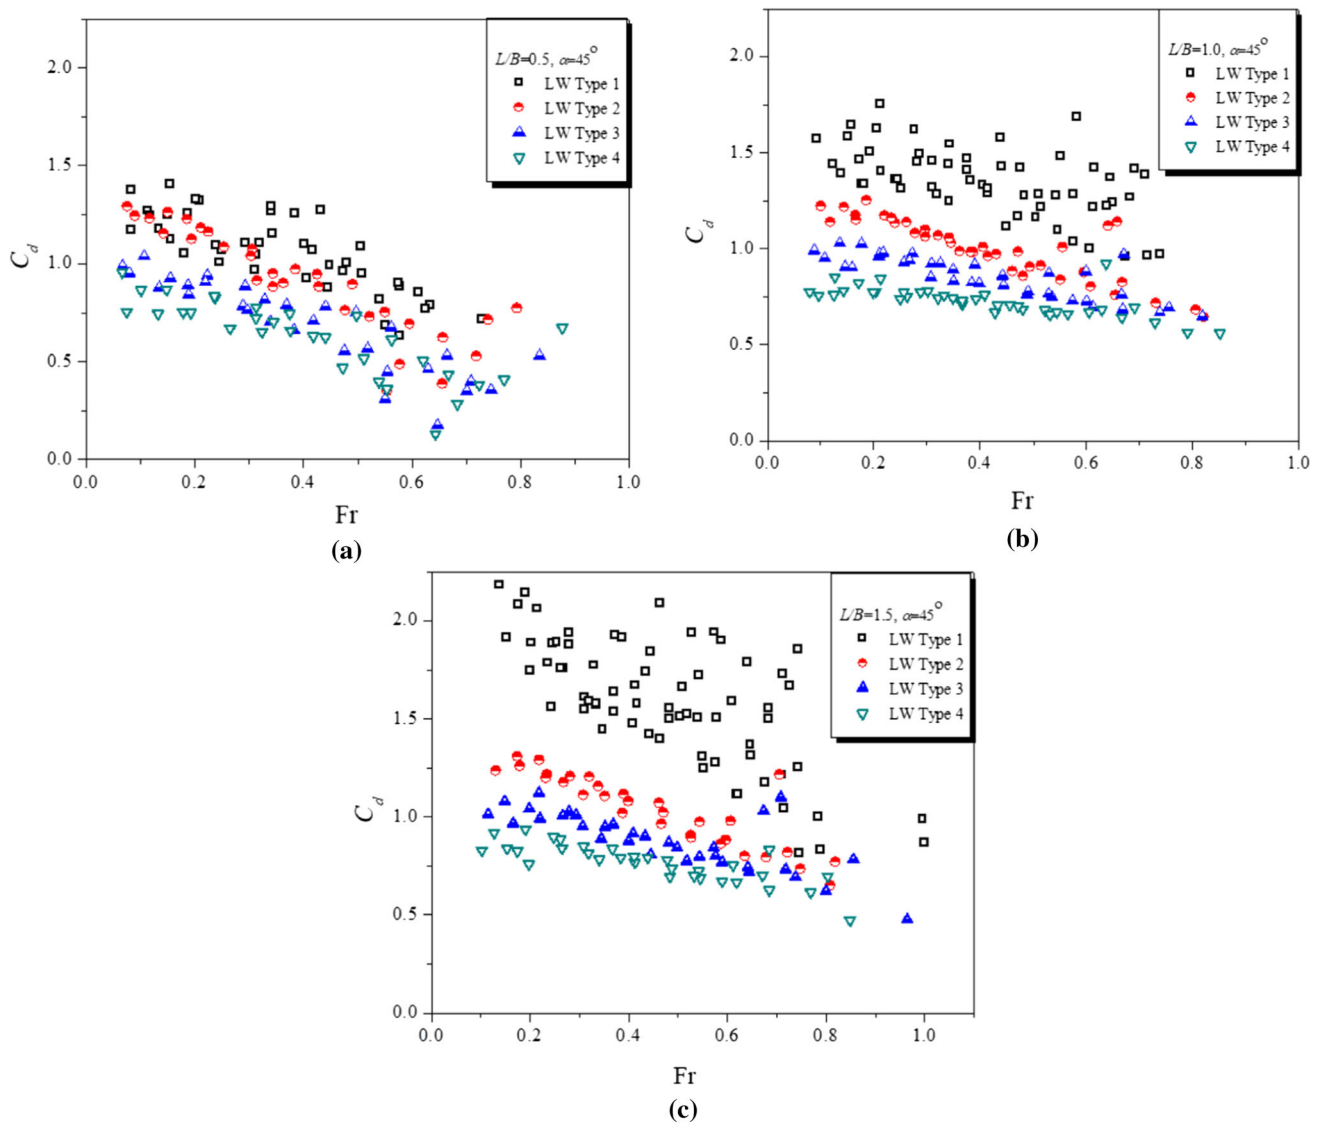 2.0
1.5
1.0
0.5
0.0
0.0 0.2 0.4 0.6 0.8 1.0
C_d
Fr
L/B=0.5, α=45°
LW Type 1
LW Type 2
LW Type 3
LW Type 4
(a)
2.0
1.5
1.0
0.5
0.0
0.0 0.2 0.4 0.6 0.8 1.0
C_d
Fr
L/B=1.0, α=45°
LW Type 1
LW Type 2
LW Type 3
LW Type 4
(b)
2.0
1.5
1.0
0.5
0.0
0.0 0.2 0.4 0.6 0.8 1.0
C_d
Fr
L/B=1.5, α=45°
LW Type 1
LW Type 2
LW Type 3
LW Type 4
(c)